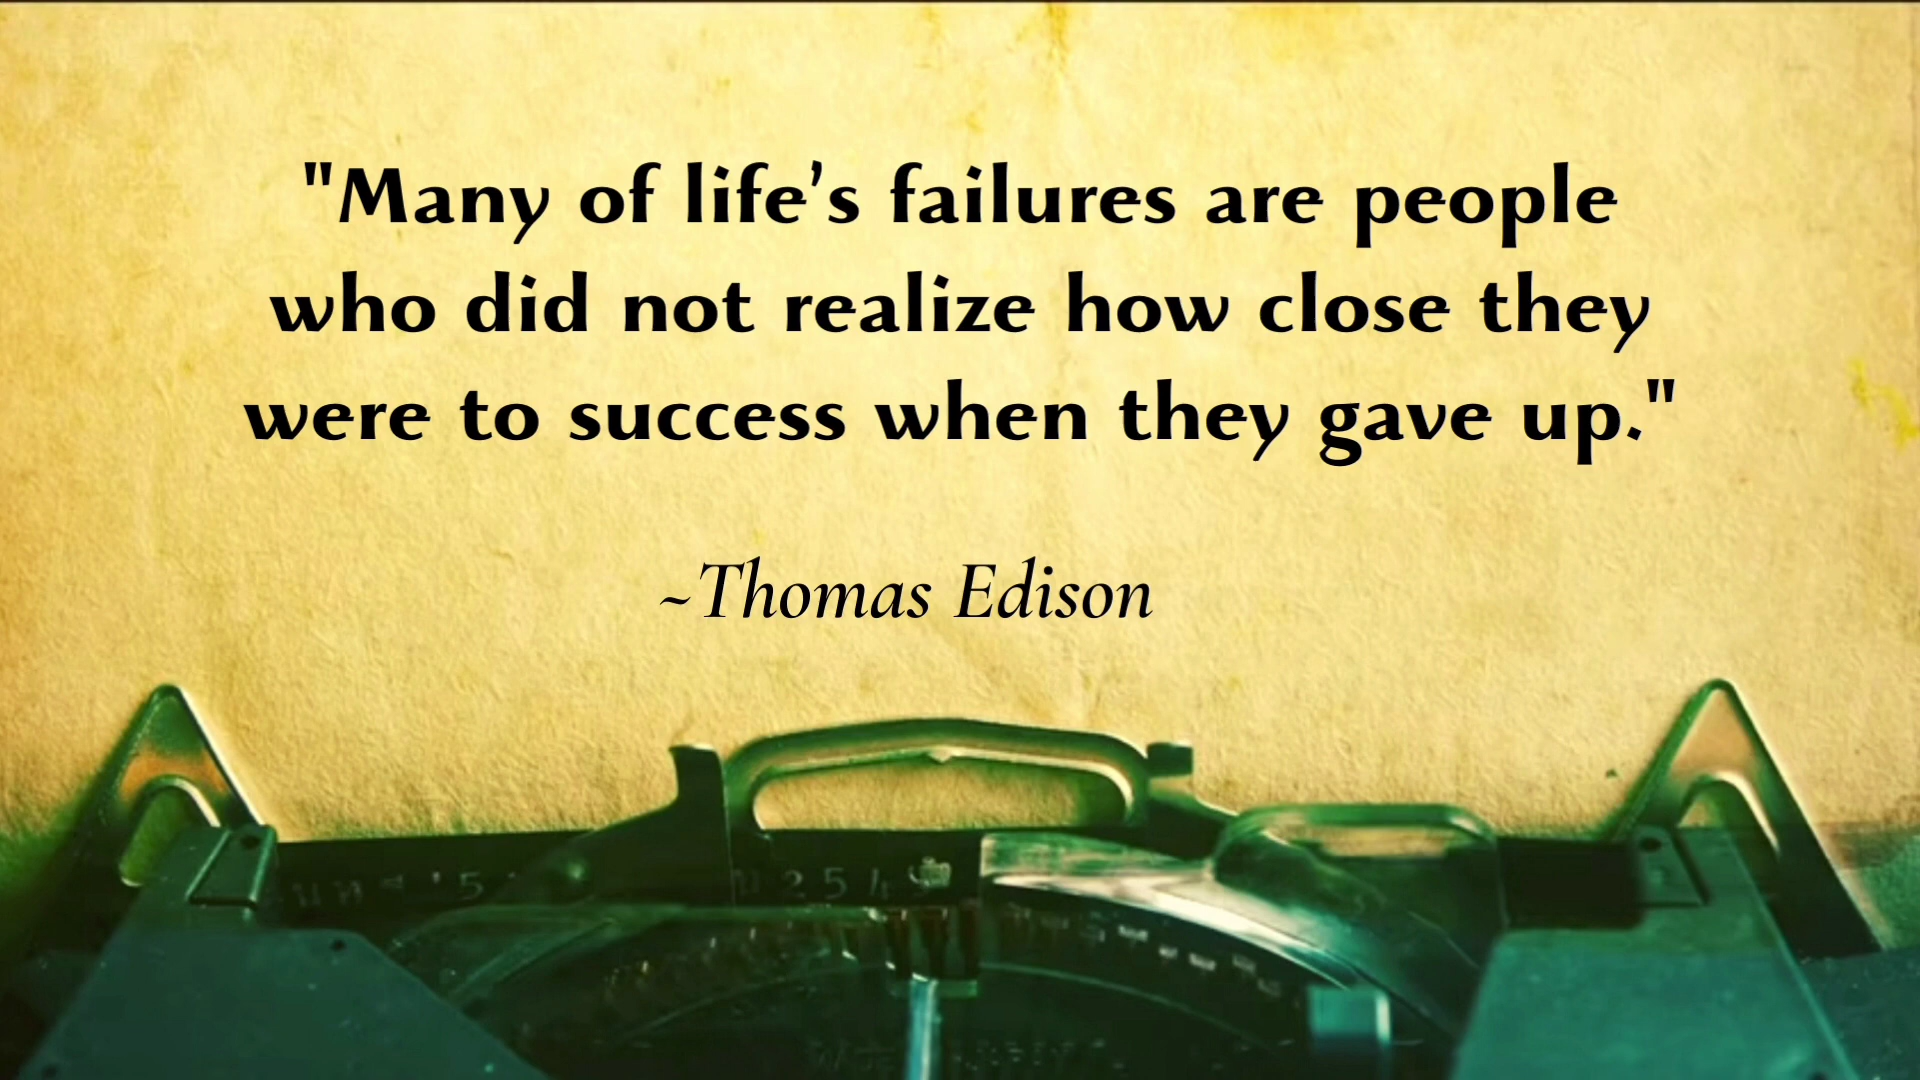 "Many of life's failures are people
who did not realize how close they
were to success when they gave up."
~Thomas Edison